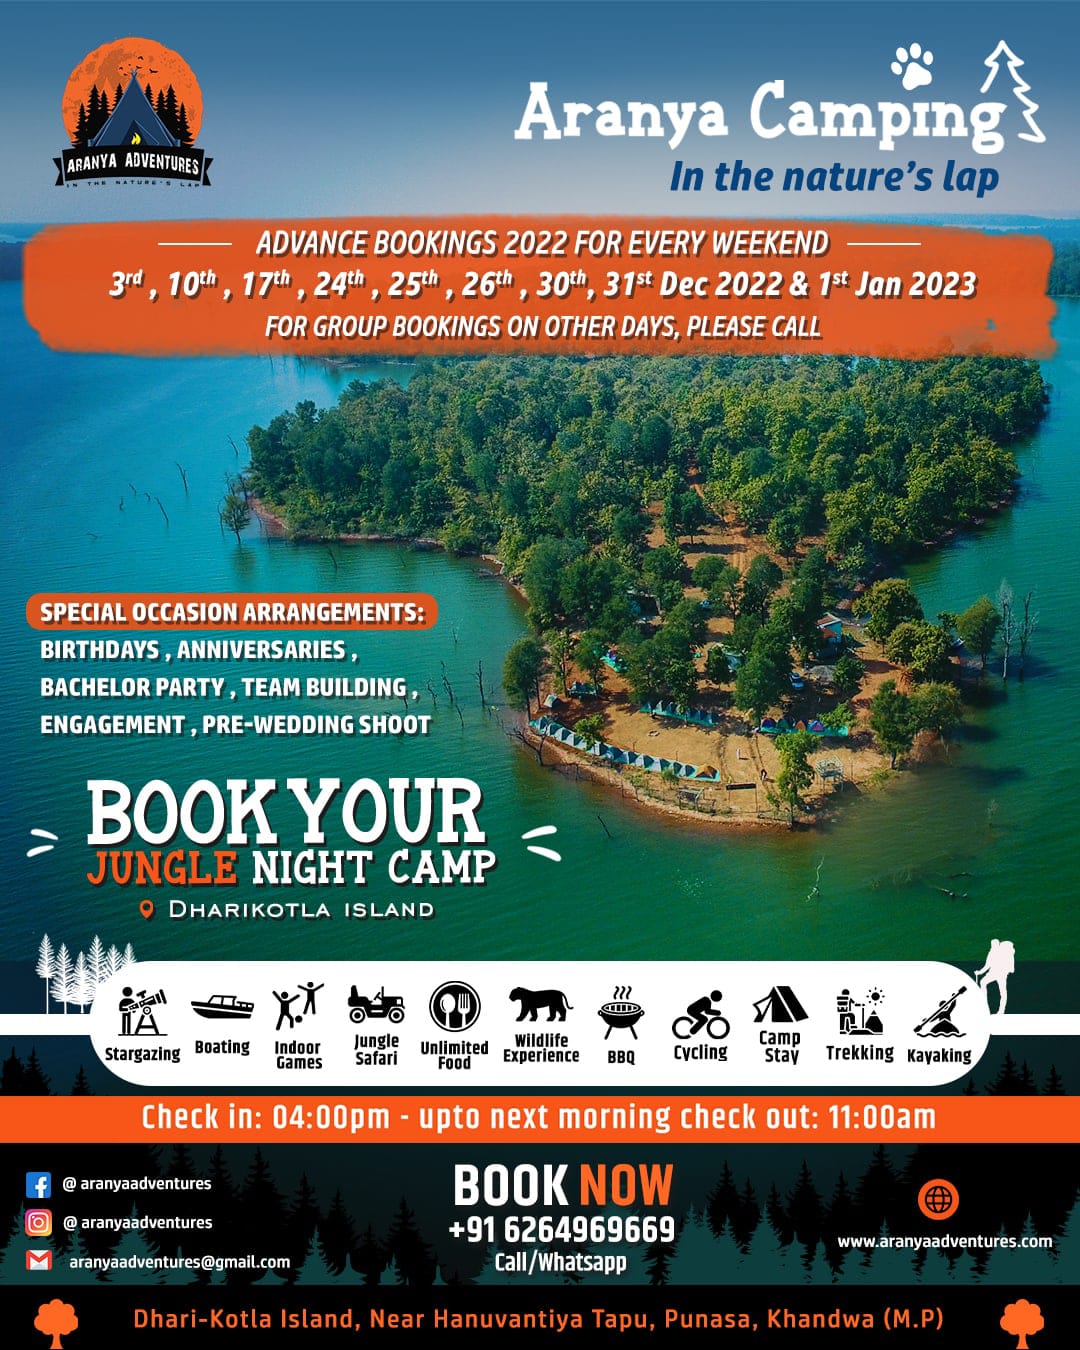 ARANYA ADVENTURES
IN THE NATURE'S LAP
Aranya Camping
In the nature's lap
ADVANCE BOOKINGS 2022 FOR EVERY WEEKEND
3rd , 10th , 17th , 24th , 25th , 26th , 30th, 31st Dec 2022 & 1st Jan 2023
FOR GROUP BOOKINGS ON OTHER DAYS, PLEASE CALL
SPECIAL OCCASION ARRANGEMENTS:
BIRTHDAYS , ANNIVERSARIES ,
BACHELOR PARTY , TEAM BUILDING ,
ENGAGEMENT , PRE-WEDDING SHOOT
BOOK YOUR
JUNGLE NIGHT CAMP
DHARIKOTLA ISLAND
Stargazing
Boating
Indoor
Games
Jungle
Safari
Unlimited
Food
Wildlife
Experience
BBQ
Cycling
Camp
Stay
Trekking
Kayaking
Check in: 04:00pm - upto next morning check out: 11:00am
@ aranyaadventures
@ aranyaadventures
aranyaadventures@gmail.com
BOOK NOW
+91 6264969669
Call/Whatsapp
www.aranyaadventures.com
Dhari-Kotla Island, Near Hanuvantiya Tapu, Punasa, Khandwa (M.P)